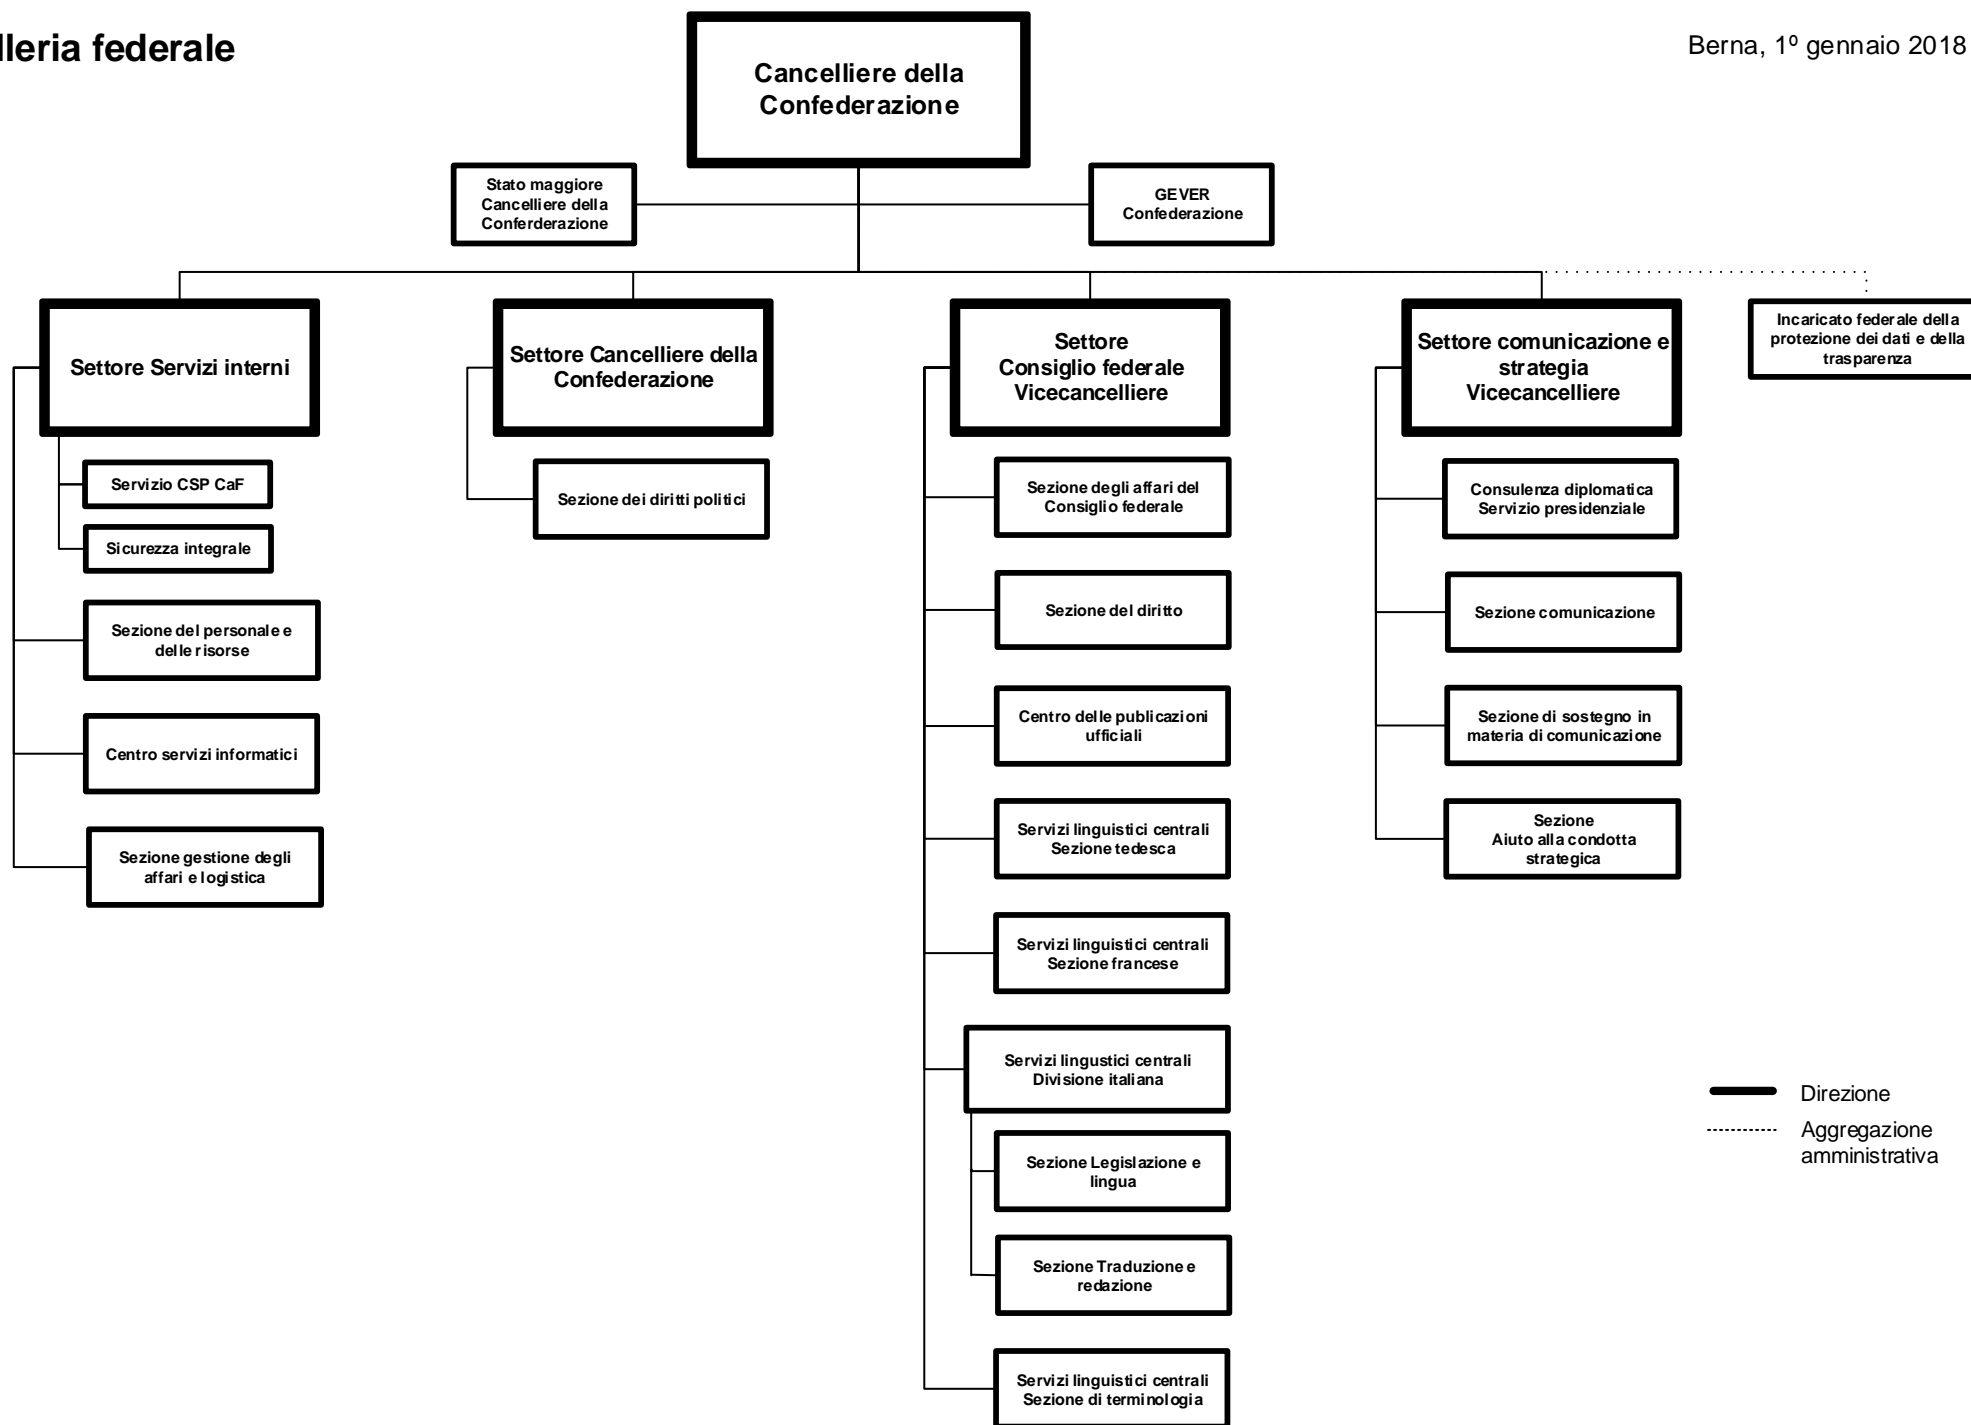 lleria federale
Berna, 1º gennaio 2018
Cancelliere della
Confederazione
Stato maggiore
Cancelliere della
Conferderazione
GEVER
Confederazione
Settore Servizi interni
Settore Cancelliere della
Confederazione
Settore
Consiglio federale
Vicecancelliere
Settore comunicazione e
strategia
Vicecancelliere
Incaricato federale della
protezione dei dati e della
trasparenza
Servizio CSP CaF
Sicurezza integrale
Sezione del personale e
delle risorse
Centro servizi informatici
Sezione gestione degli
affari e logistica
Sezione dei diritti politici
Sezione degli affari del
Consiglio federale
Sezione del diritto
Centro delle publicazioni
ufficiali
Servizi linguistici centrali
Sezione tedesca
Servizi linguistici centrali
Sezione francese
Servizi lingustici centrali
Divisione italiana
Sezione Legislazione e
lingua
Sezione Traduzione e
redazione
Servizi linguistici centrali
Sezione di terminologia
Consulenza diplomatica
Servizio presidenziale
Sezione comunicazione
Sezione di sostegno in
materia di comunicazione
Sezione
Aiuto alla condotta
strategica
Direzione
Aggregazione
amministrativa